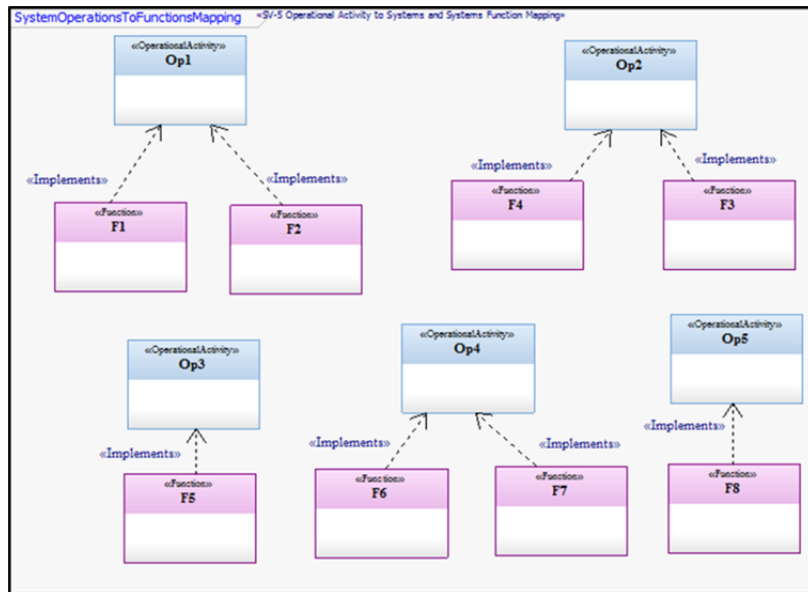 SystemOperationsToFunctionsMapping «SV-5 Operational Activity to Systems and Systems Function Mapping»
«OperationalActivity»
Op1
«OperationalActivity»
Op2
«Implements» «Implements»
«Implements» «Implements»
«Function»
F1
«Function»
F2
«Function»
F4
«Function»
F3
«OperationalActivity»
Op3
«OperationalActivity»
Op4
«OperationalActivity»
Op5
«Implements»
«Implements» «Implements»
«Implements»
«Function»
F5
«Function»
F6
«Function»
F7
«Function»
F8